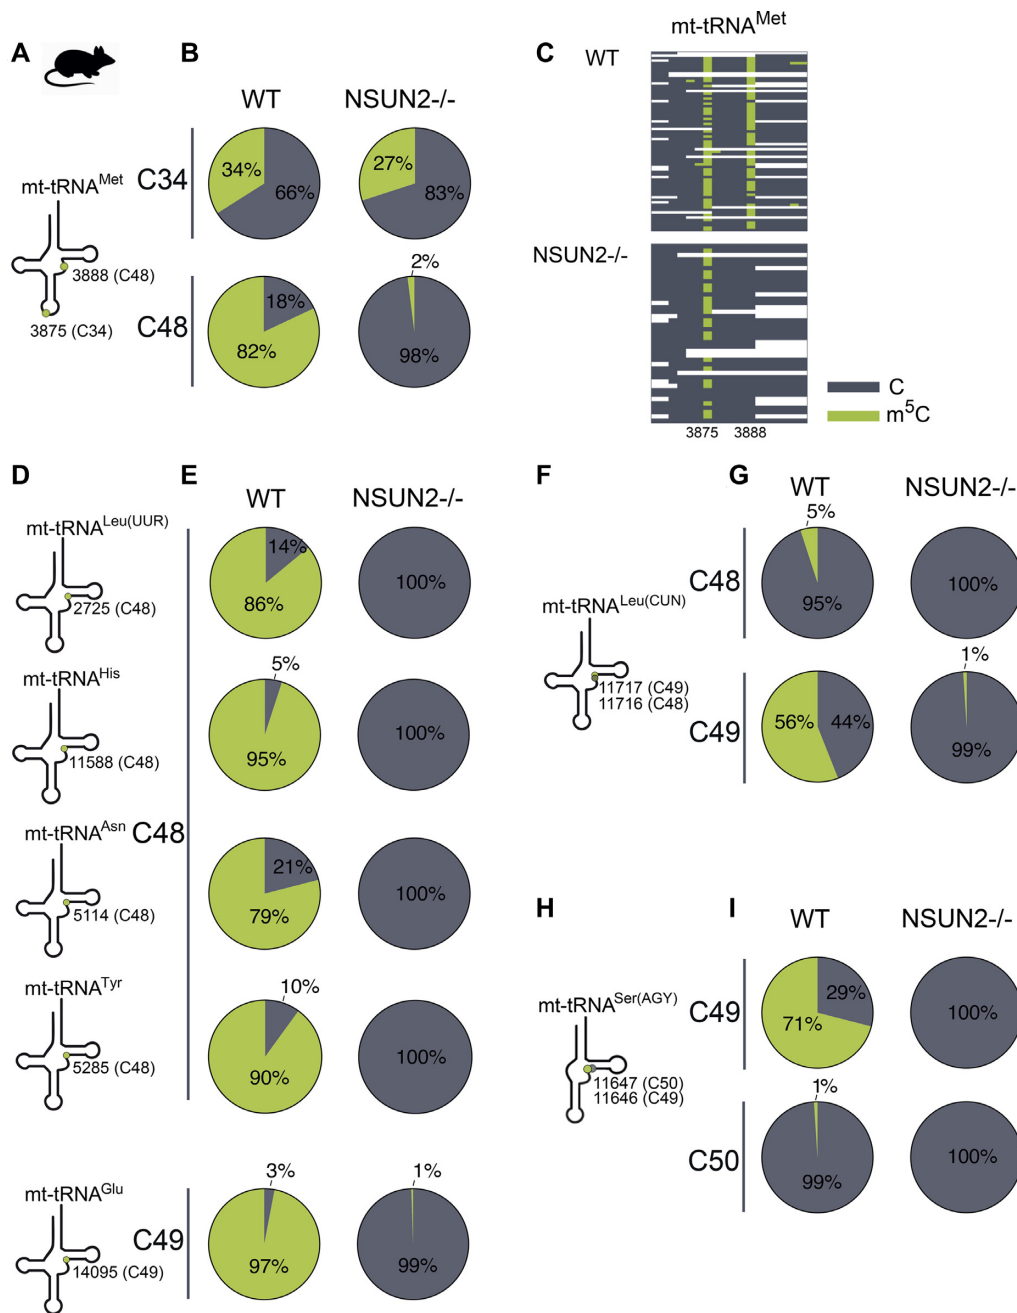 A
B
WT
NSUN2-/-
mt-tRNAMet
3888 (C48)
3875 (C34)
C34
34%
66%
27%
83%
C48
18%
82%
2%
98%
C
mt-tRNAMet
WT
NSUN2-/-
3875
3888
C
m5C
D
mt-tRNALeu(UUR)
2725 (C48)
mt-tRNAHis
11588 (C48)
mt-tRNAAsn
5114 (C48)
mt-tRNATyr
5285 (C48)
mt-tRNAGlu
14095 (C49)
E
WT
NSUN2-/-
C48
14%
86%
100%
5%
95%
100%
21%
79%
100%
10%
90%
100%
C49
3%
97%
1%
99%
F
mt-tRNALeu(CUN)
11717 (C49)
11716 (C48)
G
WT
NSUN2-/-
C48
5%
95%
100%
C49
56%
44%
1%
99%
H
mt-tRNASer(AGY)
11647 (C50)
11646 (C49)
I
WT
NSUN2-/-
C49
29%
71%
100%
C50
1%
99%
100%